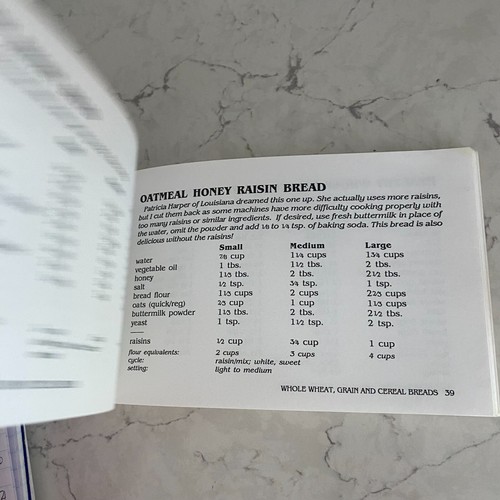 OATMEAL HONEY RAISIN BREAD
Patricia Harper of Louisiana dreamed this one up. She actually uses more raisins,
but I cut them back as some machines have more difficulty cooking properly with
too many raisins or similar ingredients. If desired, use fresh buttermilk in place of
the water, omit the powder and add 1/8 to 1/4 tsp. of baking soda. This bread is also
delicious without the raisins!
Small Medium Large
water 7/8 cup 1 1/4 cups 1 3/4 cups
vegetable oil 1 tbs. 1 1/2 tbs. 2 tbs.
honey 1 1/3 tbs. 2 tbs. 2 1/2 tbs.
salt 1/2 tsp. 3/4 tsp. 1 tsp.
bread flour 1 1/3 cups 2 cups 2 2/3 cups
oats (quick/reg) 2/3 cup 1 cup 1 1/3 cups
buttermilk powder 1 1/3 tbs. 2 tbs. 2 1/2 tbs.
yeast 1 tsp. 1 1/2 tsp. 2 tsp.
raisins 1/2 cup 3/4 cup 1 cup
flour equivalents: 2 cups 3 cups 4 cups
cycle: raisin/mix; white, sweet
setting: light to medium
WHOLE WHEAT, GRAIN AND CEREAL BREADS 39